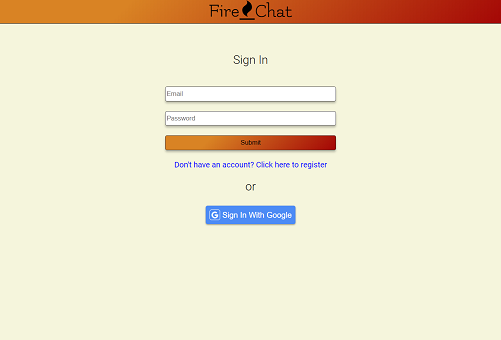 Fire Chat
Sign In
Email
Password
Submit
Don't have an account? Click here to register
or
G Sign In With Google